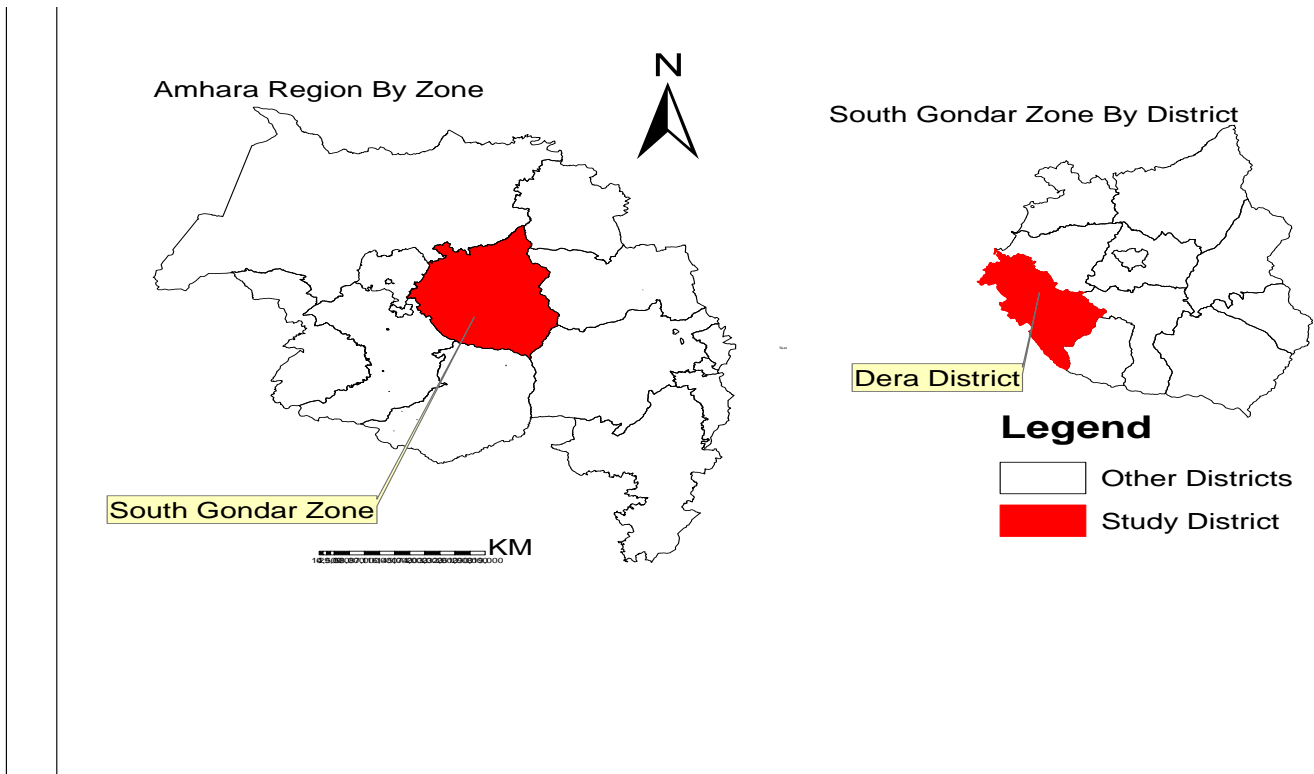 N
Amhara Region By Zone
South Gondar Zone By District
Dera District
Legend
Other Districts
Study District
South Gondar Zone
KM